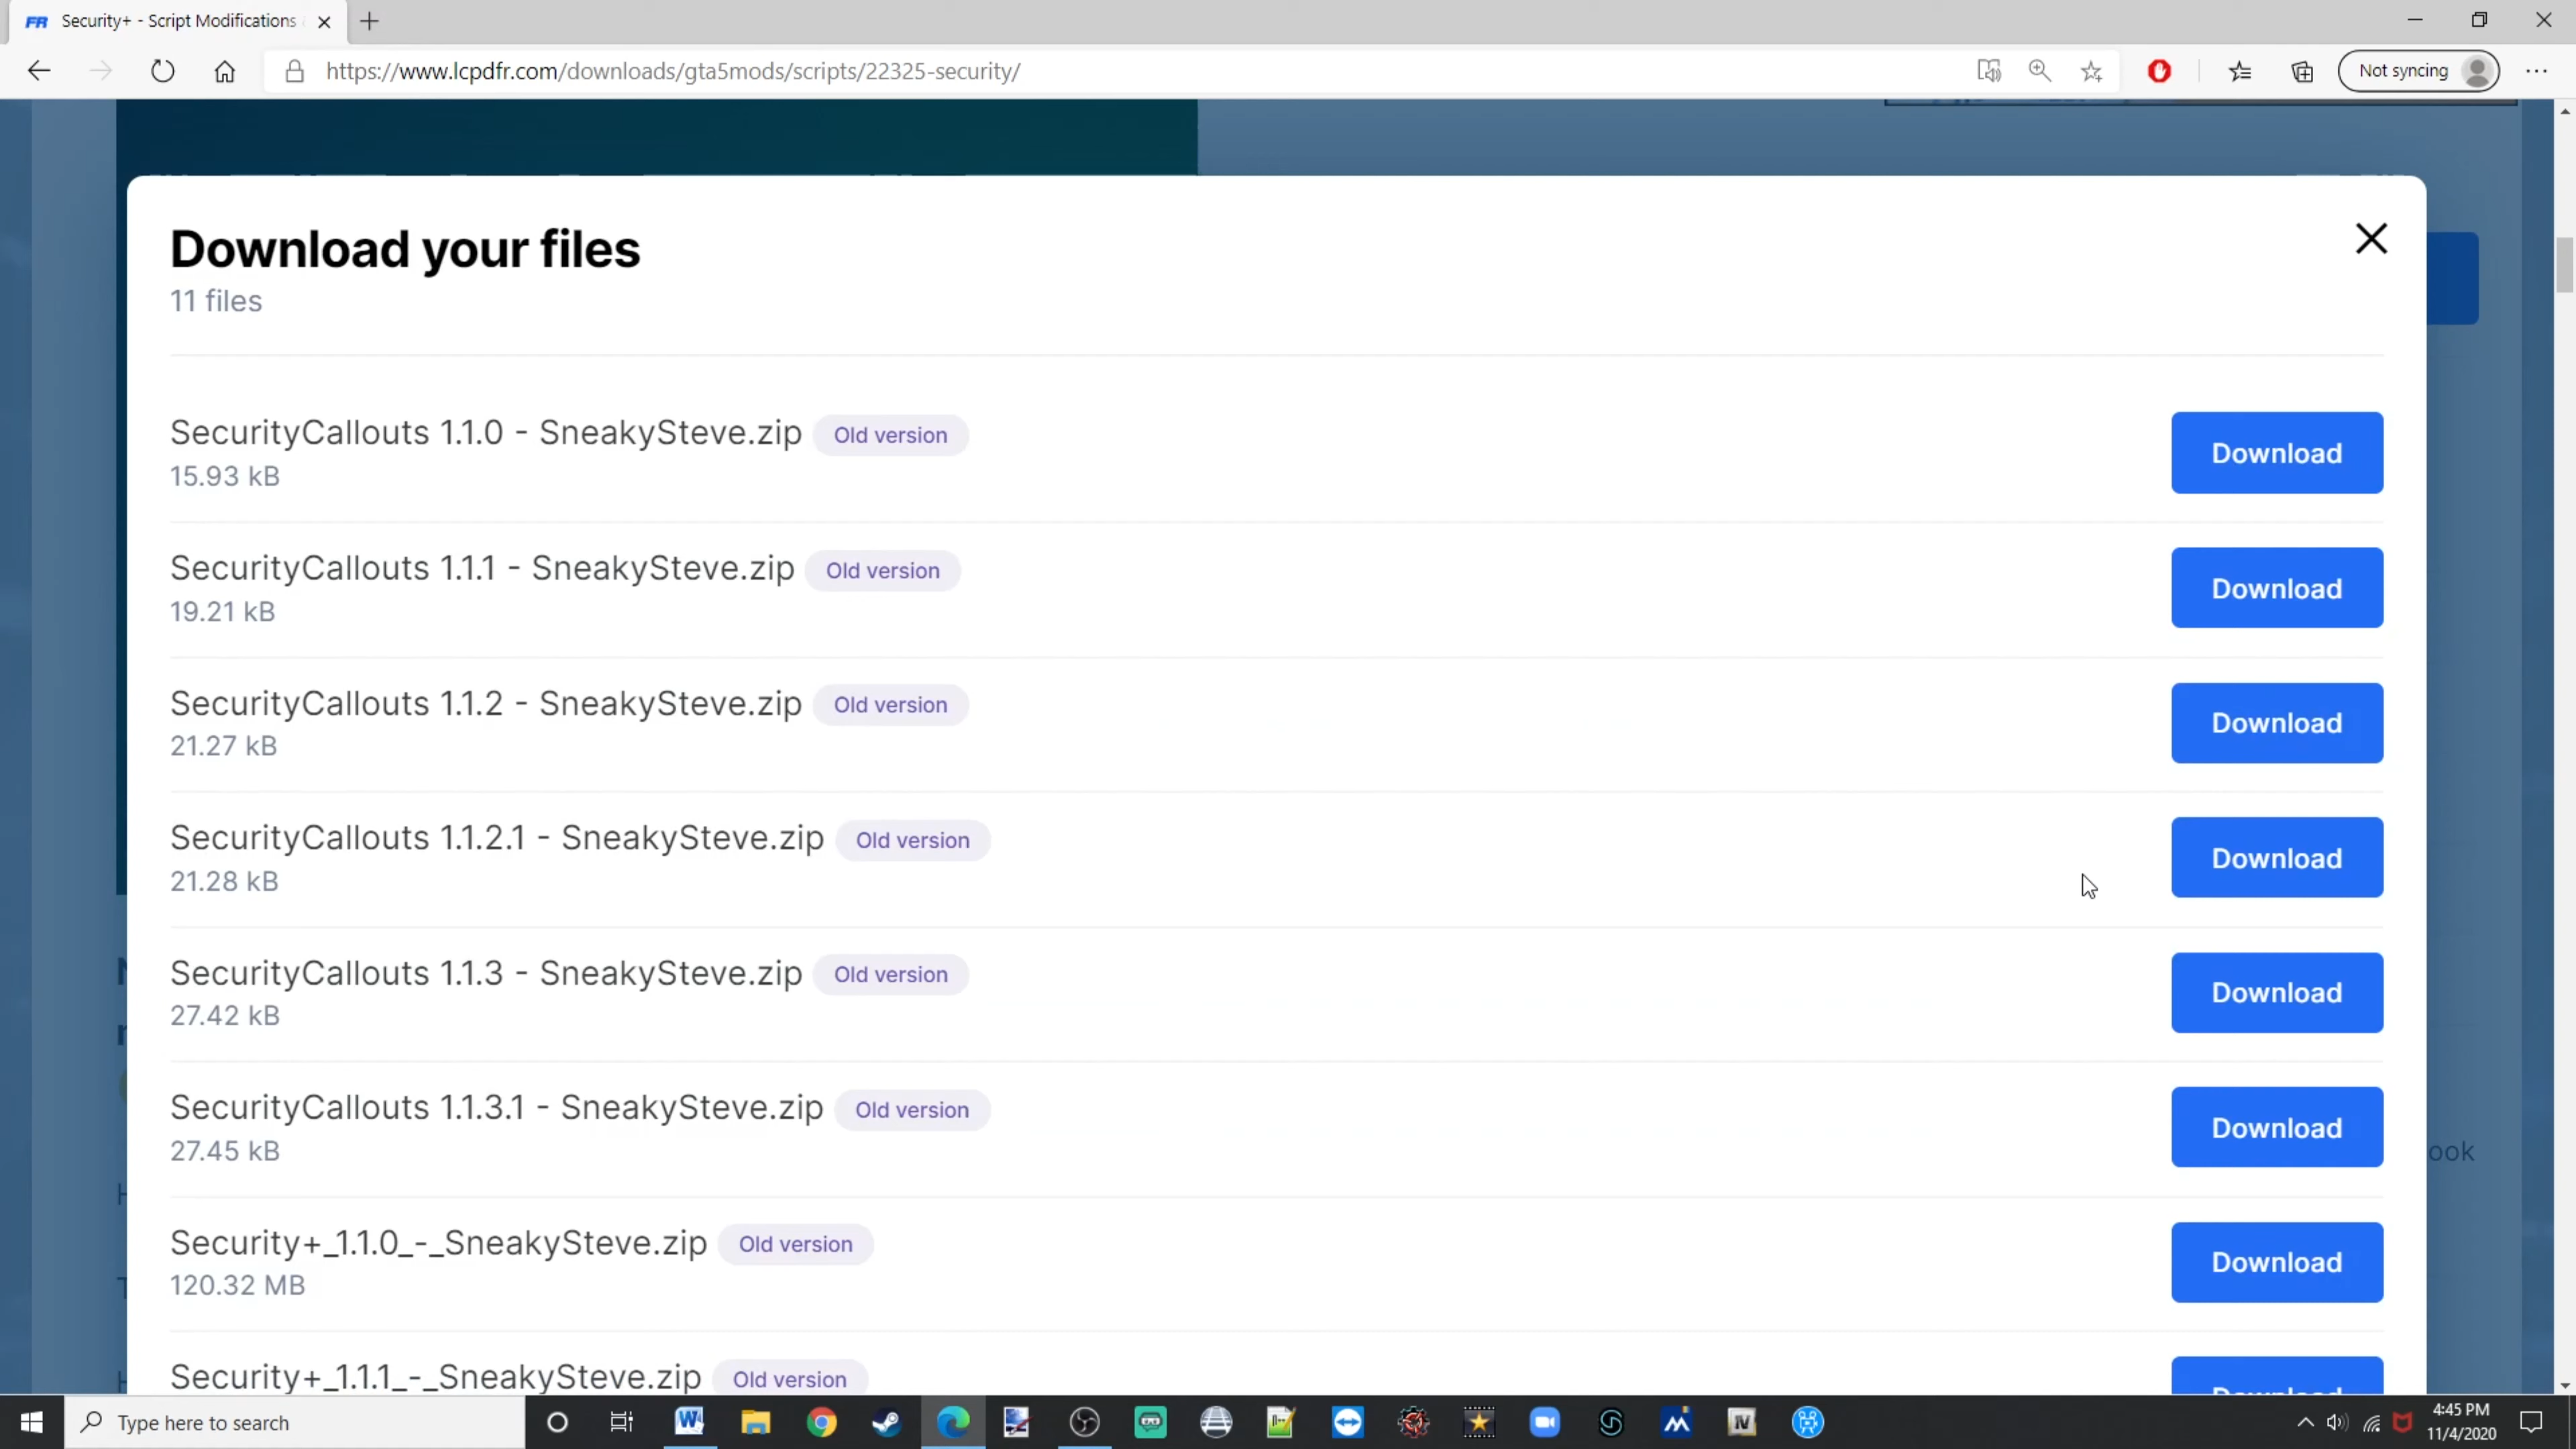 FR Security+ - Script Modifications
https://www.lcpdfr.com/downloads/gta5mods/scripts/22325-security/
Not syncing
Download your files
11 files
SecurityCallouts 1.1.0 - SneakySteve.zip Old version
15.93 kB
Download
SecurityCallouts 1.1.1 - SneakySteve.zip Old version
19.21 kB
Download
SecurityCallouts 1.1.2 - SneakySteve.zip Old version
21.27 kB
Download
SecurityCallouts 1.1.2.1 - SneakySteve.zip Old version
21.28 kB
Download
SecurityCallouts 1.1.3 - SneakySteve.zip Old version
27.42 kB
Download
SecurityCallouts 1.1.3.1 - SneakySteve.zip Old version
27.45 kB
Download
ook
Security+_1.1.0_-_SneakySteve.zip Old version
120.32 MB
Download
Security+_1.1.1_-_SneakySteve.zip Old version
Download
Type here to search
4:45 PM
11/4/2020